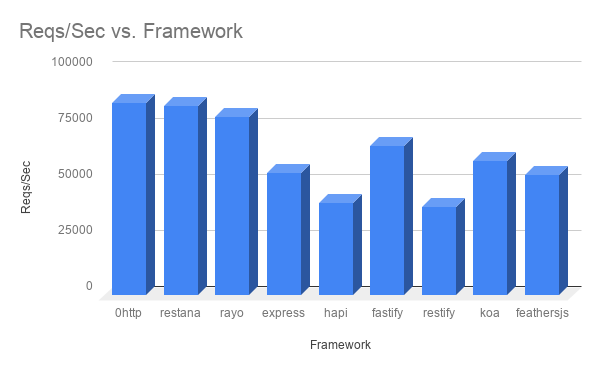 Reqs/Sec vs. Framework
100000
75000
50000
25000
0
Reqs/Sec
0http restana rayo express hapi fastify restify koa feathersjs
Framework